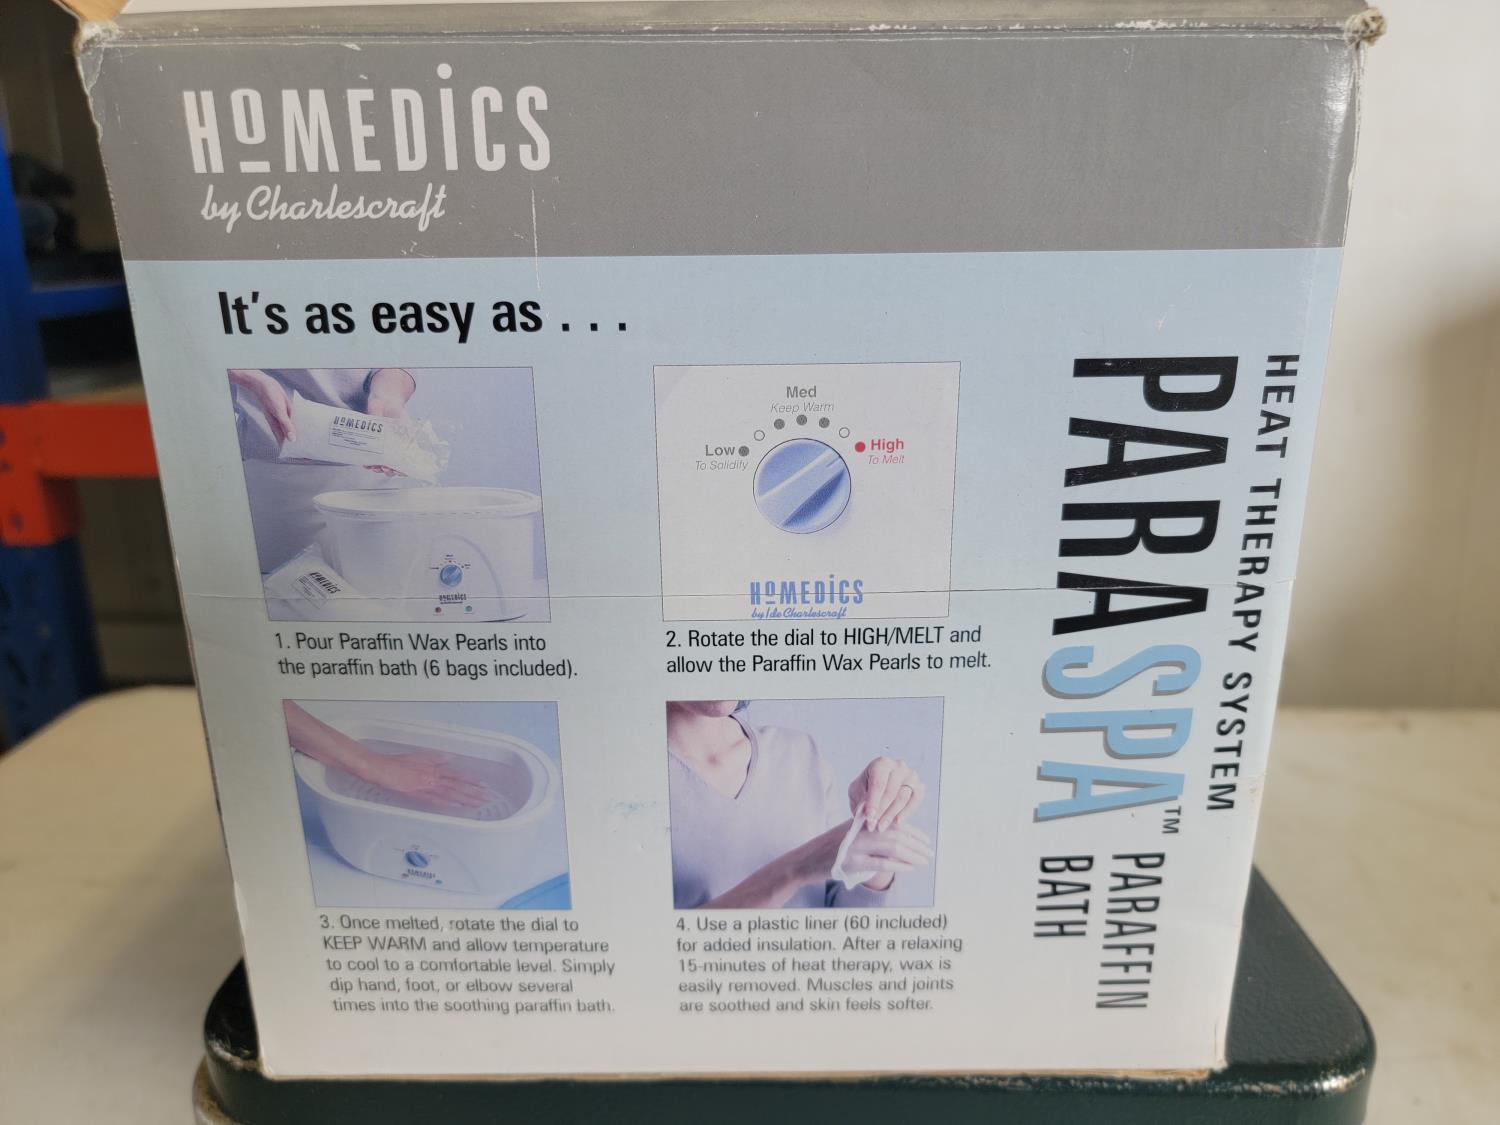 HOMEDICS
by Charlescraft
It's as easy as . . .
HOMEDICS
HOMEDICS
1. Pour Paraffin Wax Pearls into
the paraffin bath (6 bags included).
Med
Keep Warm
Low
To Solidify
High
To Melt
HOMEDICS
by/de Charlescraft
2. Rotate the dial to HIGH/MELT and
allow the Paraffin Wax Pearls to melt.
HOMEDICS
3. Once melted, rotate the dial to
KEEP WARM and allow temperature
to cool to a comfortable level. Simply
dip hand, foot, or elbow several
times into the soothing paraffin bath.
4. Use a plastic liner (60 included)
for added insulation. After a relaxing
15-minutes of heat therapy, wax is
easily removed. Muscles and joints
are soothed and skin feels softer.
HEAT THERAPY SYSTEM
PARASPA™
PARAFFIN
BATH